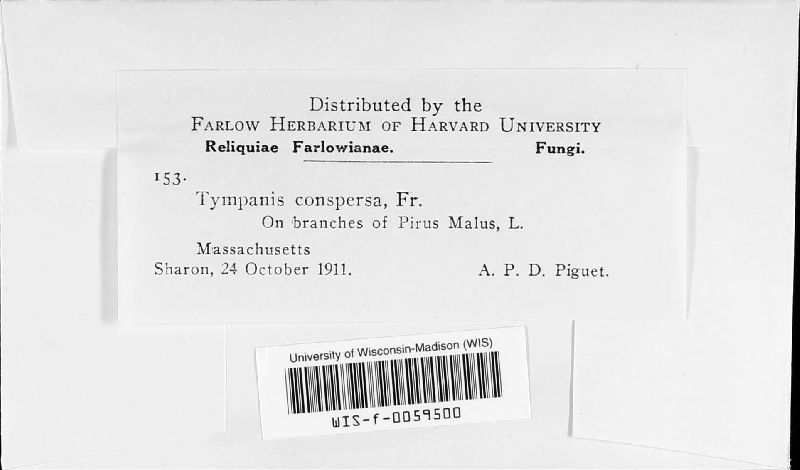 Distributed by the
FARLOW HERBARIUM OF HARVARD UNIVERSITY
Reliquiae Farlowianae. Fungi.
153.
Tympanis conspersa, Fr.
On branches of Pirus Malus, L.
Massachusetts
Sharon, 24 October 1911. A. P. D. Piguet.
University of Wisconsin-Madison (WIS)
WIS-f-0059500